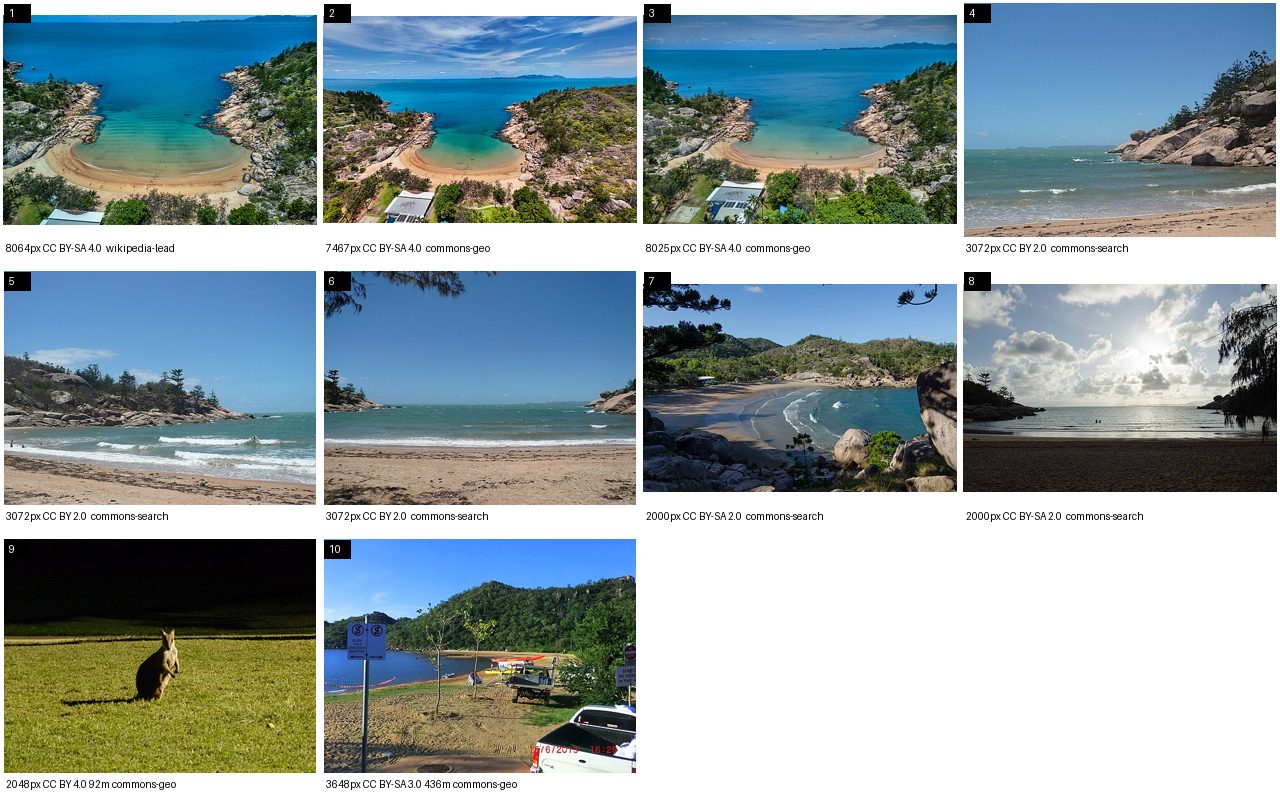 1
2
3
4
8064px CC BY-SA 4.0 wikipedia-lead
7467px CC BY-SA 4.0 commons-geo
8025px CC BY-SA 4.0 commons-geo
3072px CC BY 2.0 commons-search
5
6
7
8
3072px CC BY 2.0 commons-search
3072px CC BY 2.0 commons-search
2000px CC BY-SA 2.0 commons-search
2000px CC BY-SA 2.0 commons-search
9
10
2048px CC BY 4.0 92m commons-geo
3648px CC BY-SA 3.0 436m commons-geo